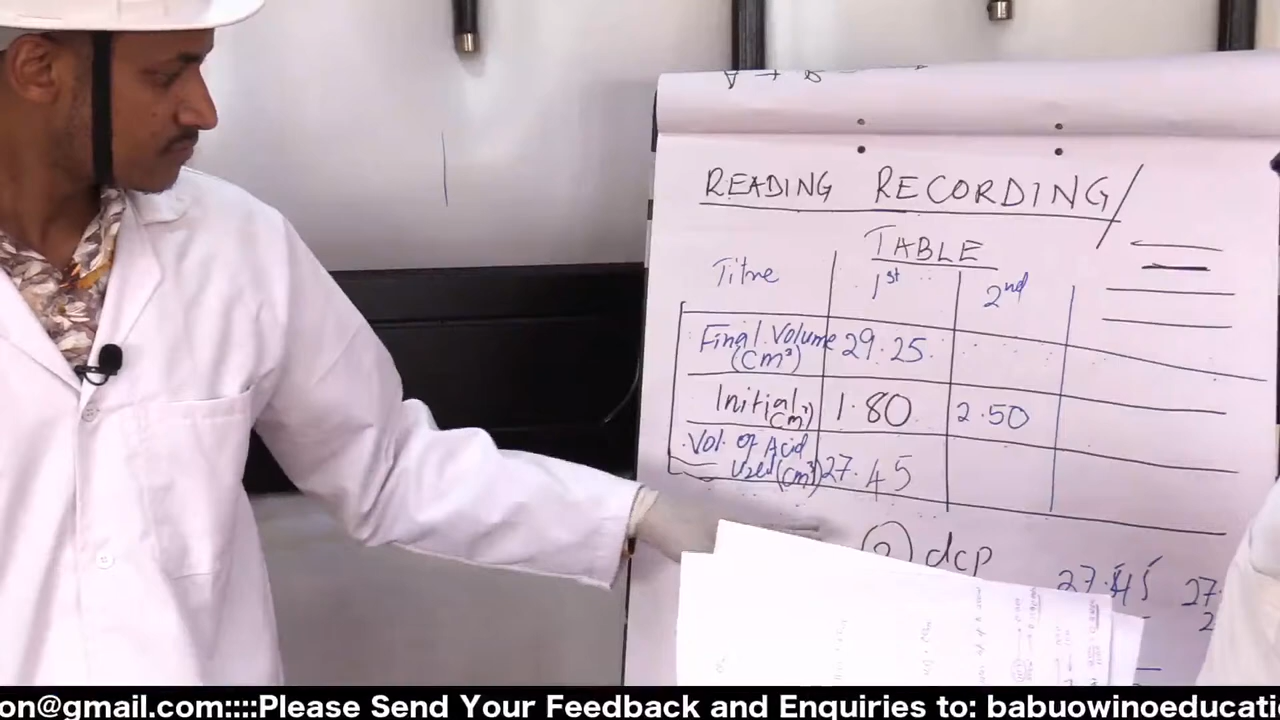 READING RECORDING/
TABLE
Titre 1st 2nd
Final Volume 29.25
(Cm³)
Initial 1.80 2.50
Cm³)
Vol. of Acid
Used (Cm³) 27.45
2 dcp
27.45 27.
on@gmail.com::::Please Send Your Feedback and Enquiries to: babuowinoeducati